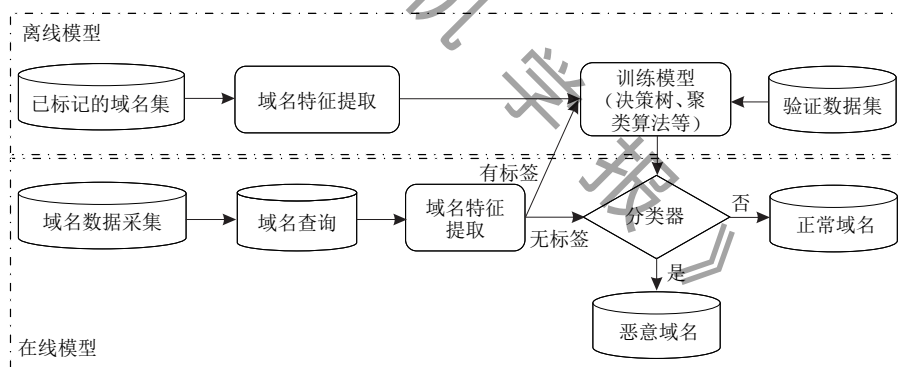 离线模型
已标记的域名集
域名特征提取
训练模型
（决策树、聚
类算法等）
验证数据集
有标签
域名数据采集
域名查询
域名特征
提取
无标签
分类器
否
正常域名
是
恶意域名
在线模型
机
学
报
》